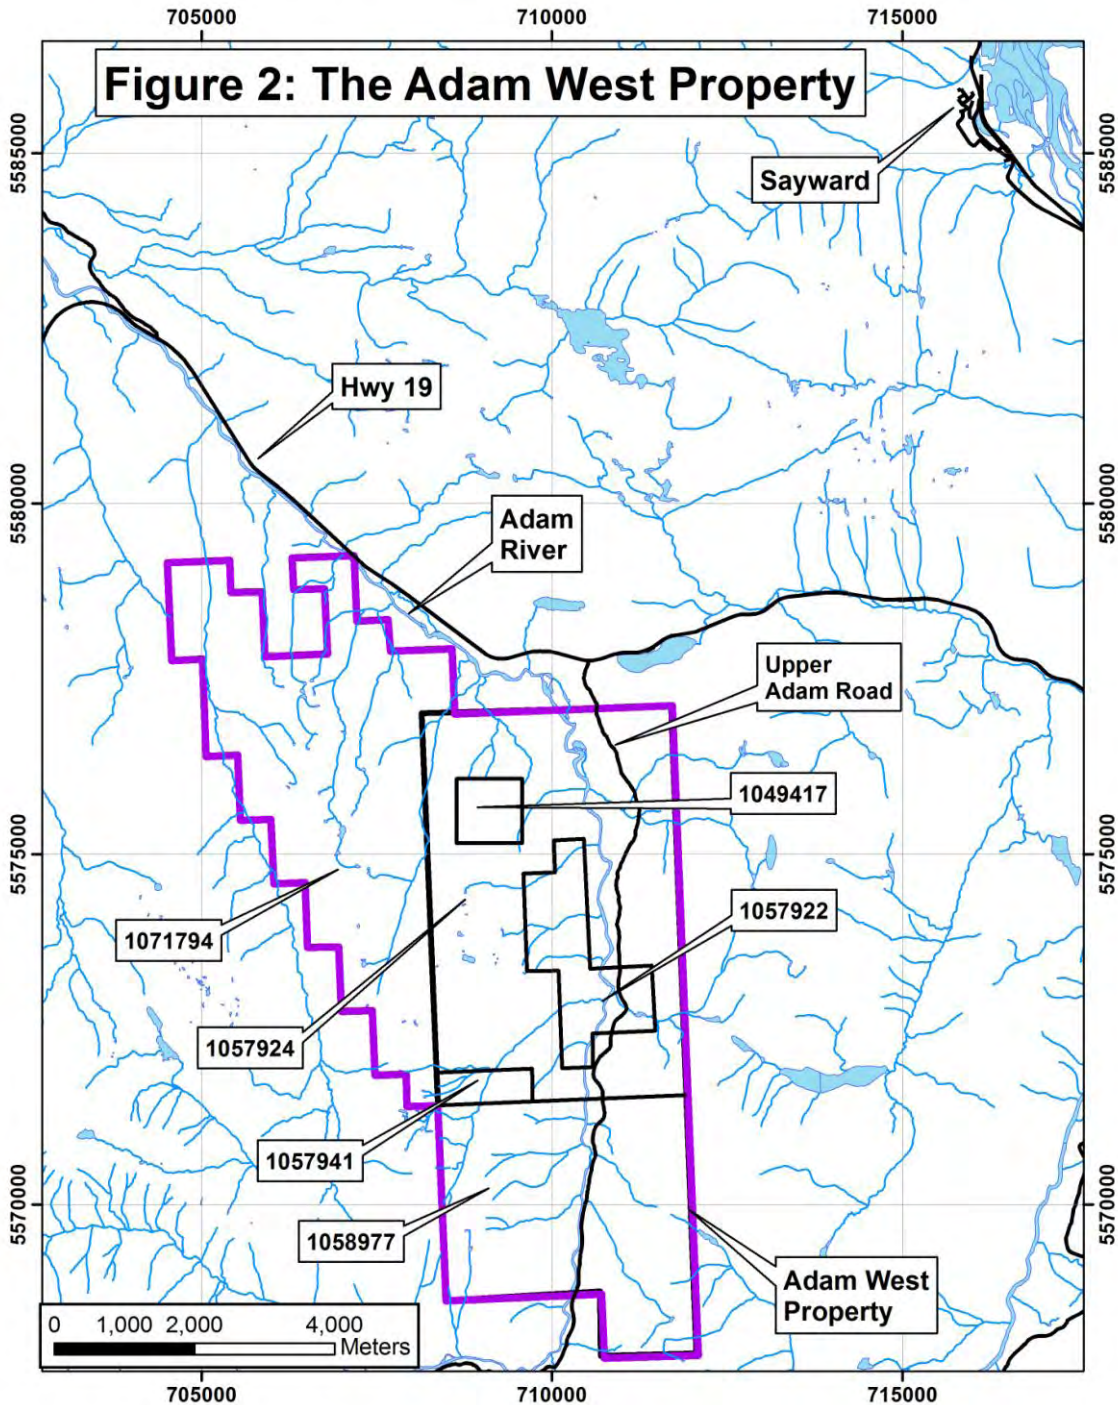 705000
710000
715000
Figure 2: The Adam West Property
5585000
5585000
Sayward
Hwy 19
5580000
5580000
Adam
River
Upper
Adam Road
1049417
5575000
5575000
1057922
1071794
1057924
1057941
5570000
5570000
1058977
Adam West
Property
0 1,000 2,000 4,000
Meters
705000
710000
715000